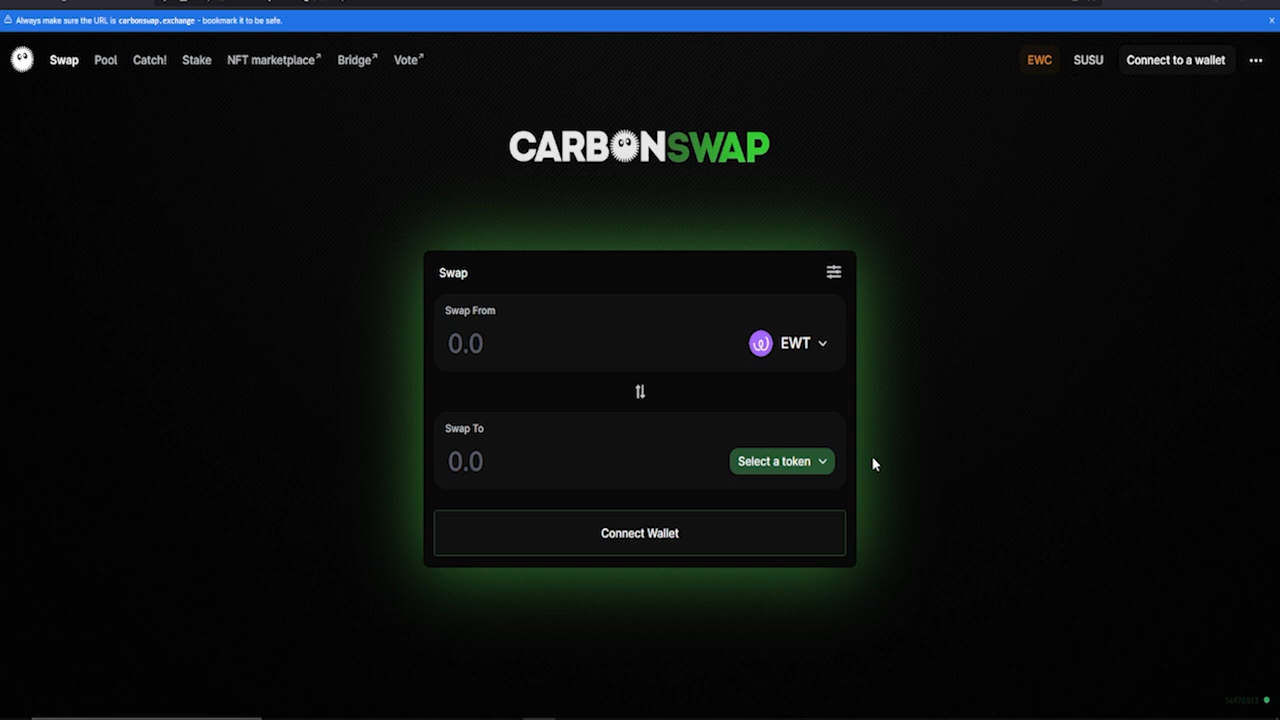 Always make sure the URL is carbonswap.exchange - bookmark it to be safe.
Swap Pool Catch! Stake NFT marketplace↗ Bridge↗ Vote↗ EWC SUSU Connect to a wallet
CARBONSWAP
Swap
Swap From
0.0 EWT
Swap To
0.0 Select a token
Connect Wallet